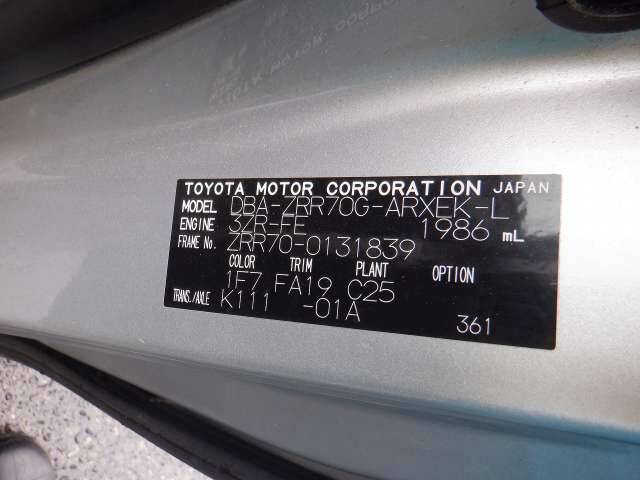 TOYOTA MOTOR CORPORATION JAPAN
MODEL DBA-ZRR70G-ARXEK-L
ENGINE 3ZR-FE 1986 mL
FRAME No. ZRR70-0131839
COLOR TRIM PLANT OPTION
1F7 FA19 C25
TRANS./AXLE K111 -01A
361